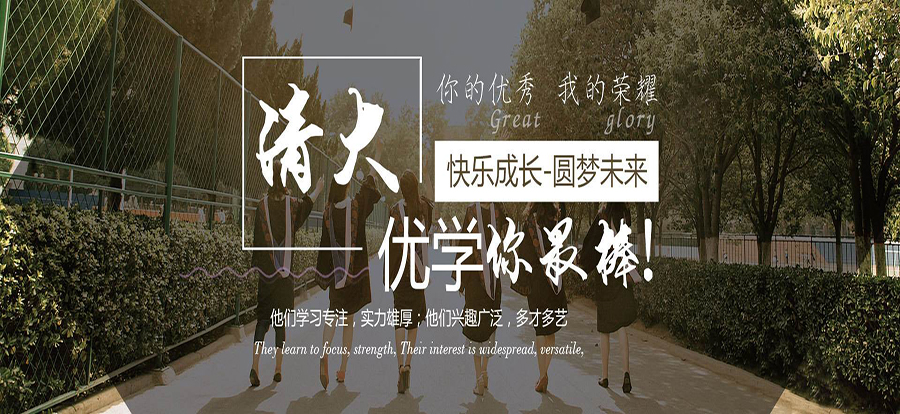 清大
你的优秀 我的荣耀
Great glory
快乐成长-圆梦未来
优学你最棒!
他们学习专注，实力雄厚；他们兴趣广泛，多才多艺
They learn to focus, strength, Their interest is widespread, versatile,